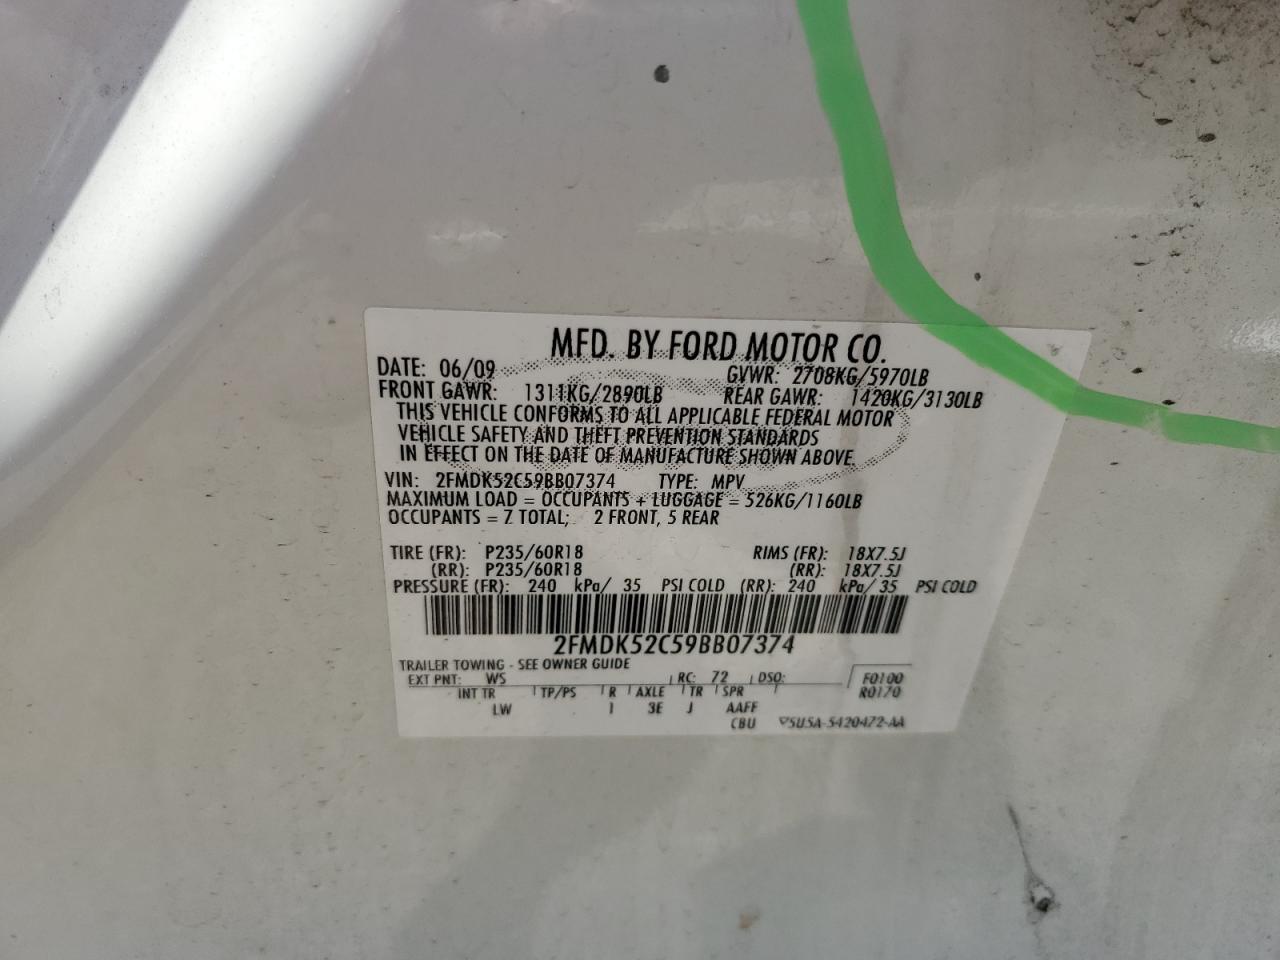 MFD. BY FORD MOTOR CO.
DATE: 06/09 GVWR: 2708KG/5970LB
FRONT GAWR: 1311KG/2890LB REAR GAWR: 1420KG/3130LB
THIS VEHICLE CONFORMS TO ALL APPLICABLE FEDERAL MOTOR
VEHICLE SAFETY AND THEFT PREVENTION STANDARDS
IN EFFECT ON THE DATE OF MANUFACTURE SHOWN ABOVE.
VIN: 2FMDK52C59BB07374 TYPE: MPV
MAXIMUM LOAD = OCCUPANTS + LUGGAGE = 526KG/1160LB
OCCUPANTS = 7 TOTAL; 2 FRONT, 5 REAR
TIRE (FR): P235/60R18 RIMS (FR): 18X7.5J
(RR): P235/60R18 (RR): 18X7.5J
PRESSURE (FR): 240 kPa/ 35 PSI COLD (RR): 240 kPa/ 35 PSI COLD
2FMDK52C59BB07374
TRAILER TOWING - SEE OWNER GUIDE
EXT PNT: WS RC: 72 DSO: F0100
INT TR TP/PS R AXLE TR SPR R0170
LW I 3E J AAFF
CBU 5U5A-5420472-AA